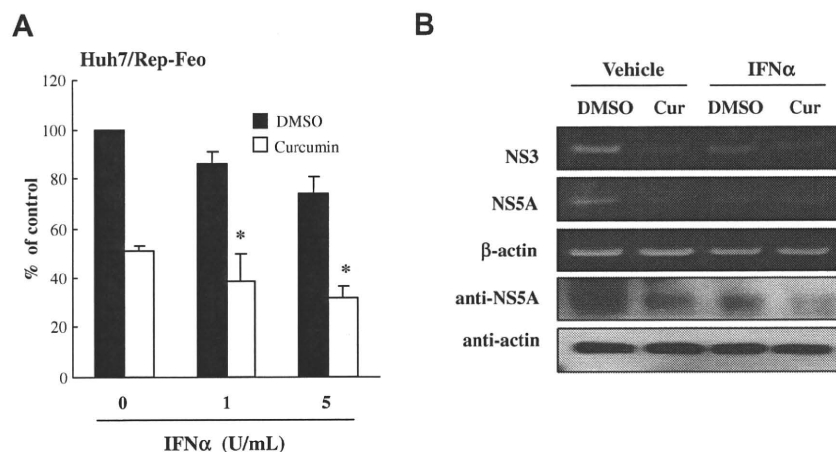 A
Huh7/Rep-Feo
120
100
80
60
40
20
0
% of control
DMSO
Curcumin
*
*
0 1 5
IFNα (U/mL)
B
Vehicle IFNα
DMSO Cur DMSO Cur
NS3
NS5A
β-actin
anti-NS5A
anti-actin